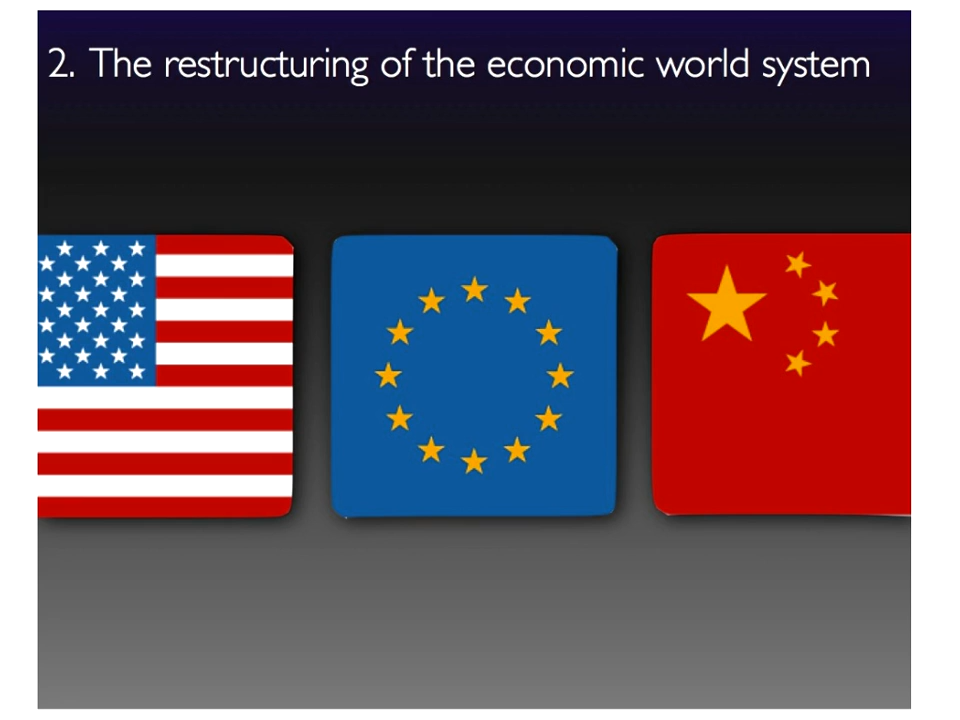 2. The restructuring of the economic world system